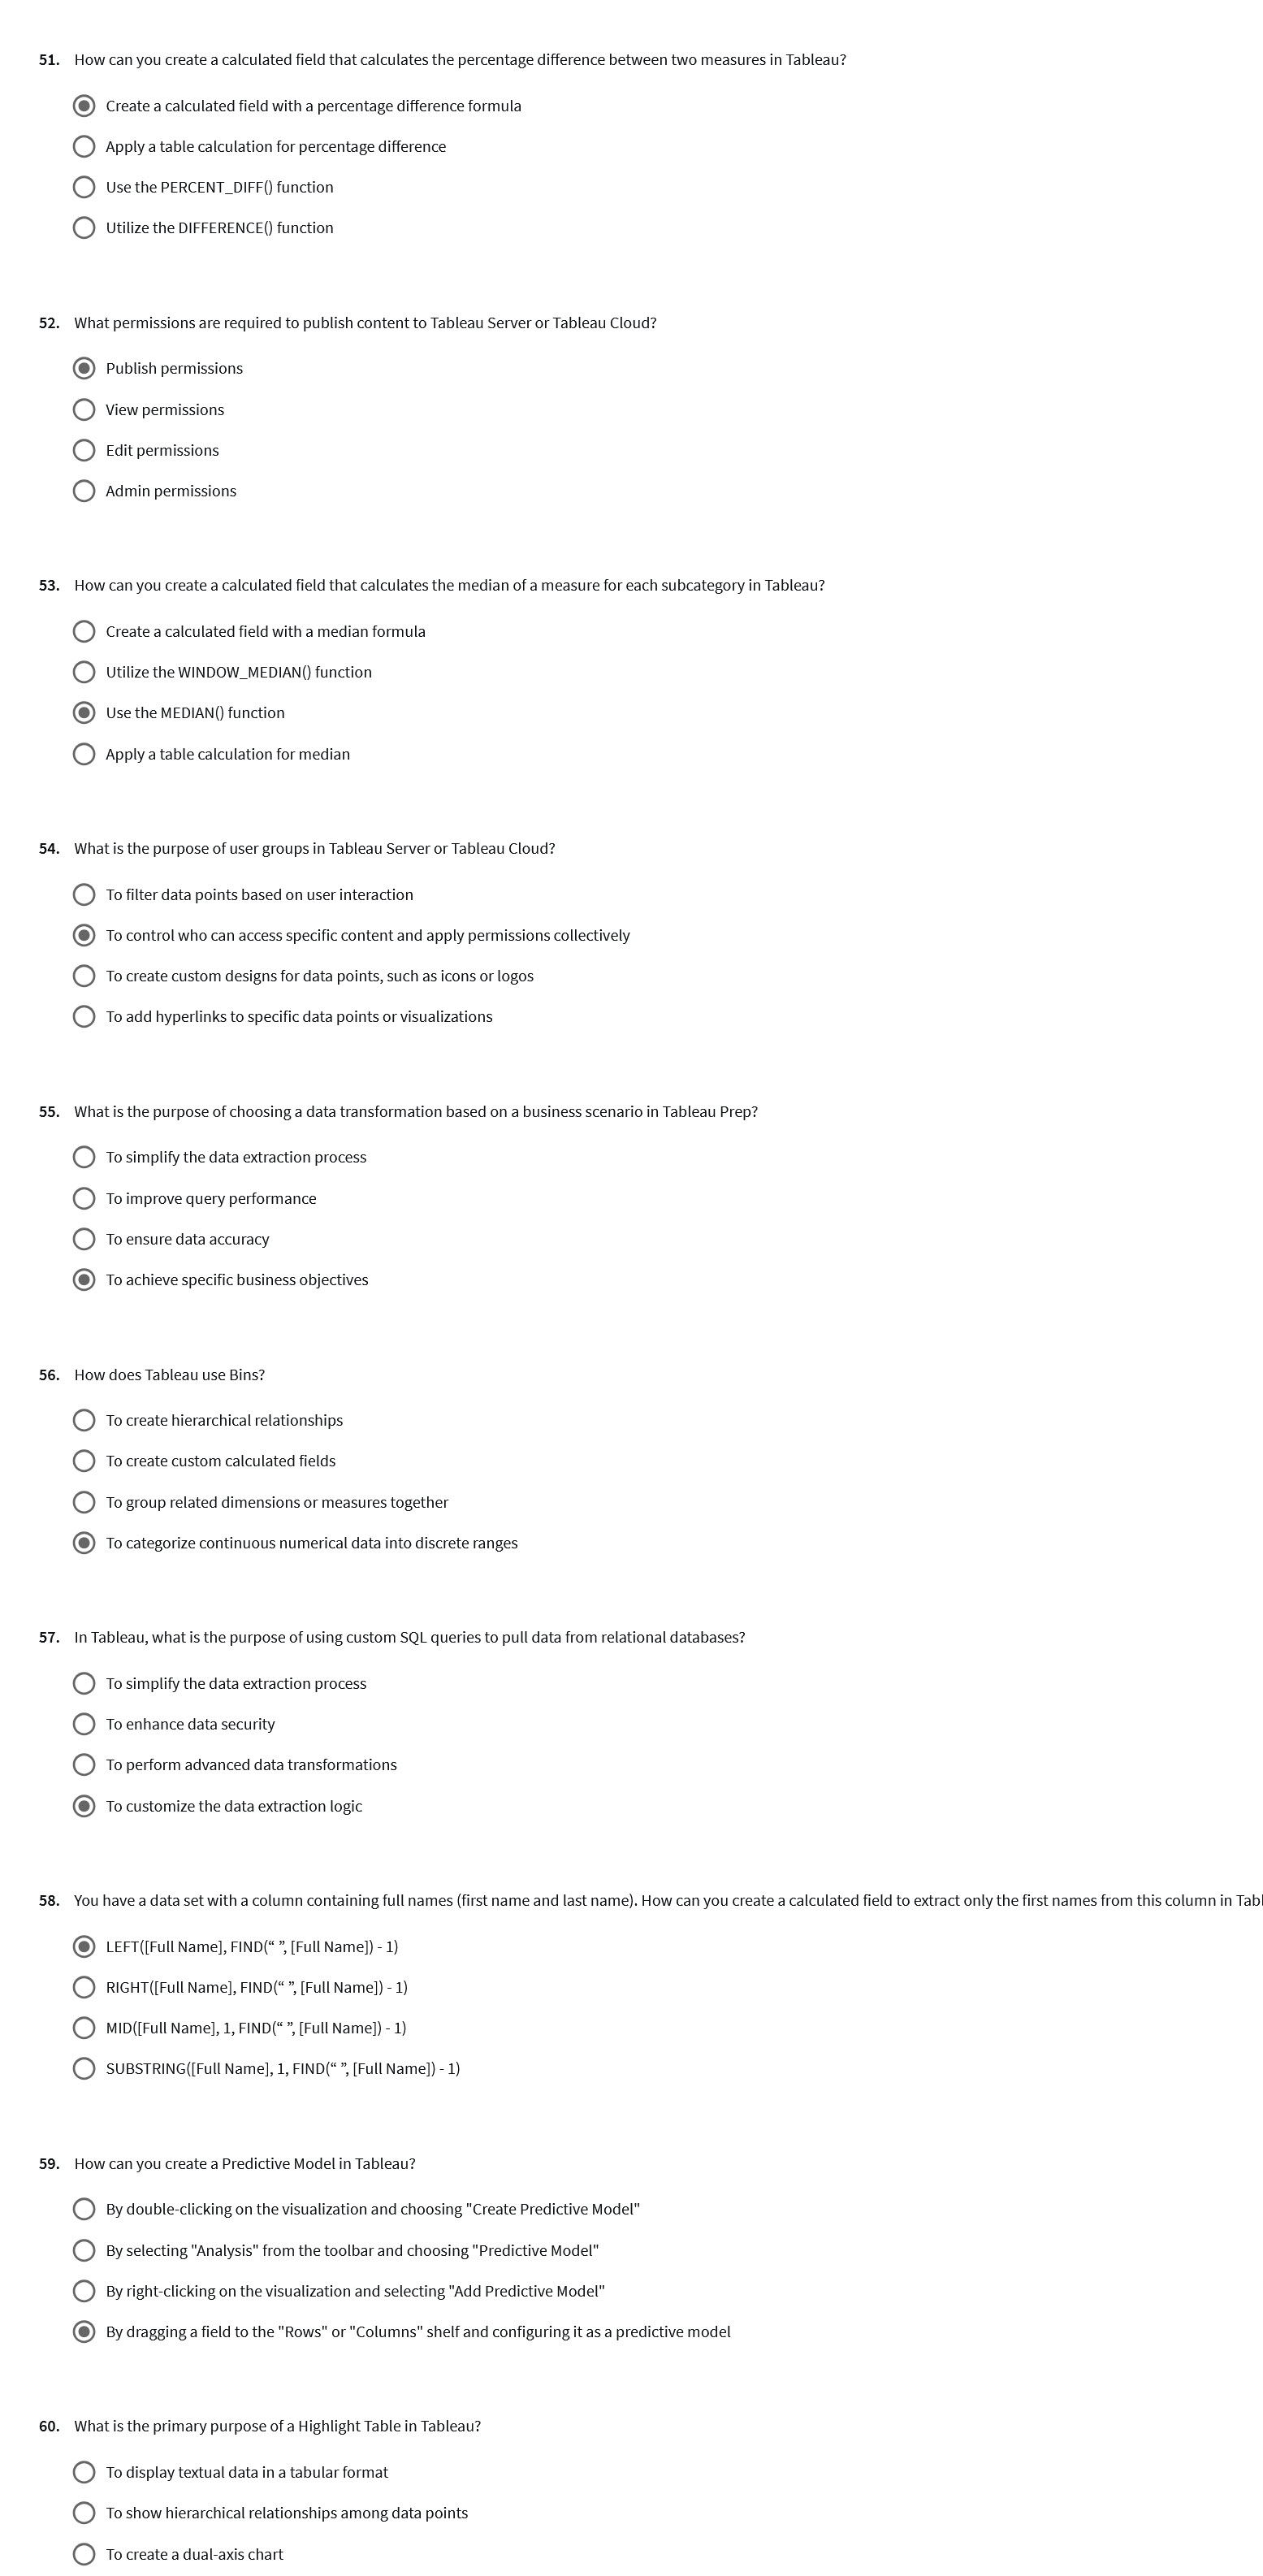 51. How can you create a calculated field that calculates the percentage difference between two measures in Tableau?
Create a calculated field with a percentage difference formula
Apply a table calculation for percentage difference
Use the PERCENT_DIFF() function
Utilize the DIFFERENCE() function
52. What permissions are required to publish content to Tableau Server or Tableau Cloud?
Publish permissions
View permissions
Edit permissions
Admin permissions
53. How can you create a calculated field that calculates the median of a measure for each subcategory in Tableau?
Create a calculated field with a median formula
Utilize the WINDOW_MEDIAN() function
Use the MEDIAN() function
Apply a table calculation for median
54. What is the purpose of user groups in Tableau Server or Tableau Cloud?
To filter data points based on user interaction
To control who can access specific content and apply permissions collectively
To create custom designs for data points, such as icons or logos
To add hyperlinks to specific data points or visualizations
55. What is the purpose of choosing a data transformation based on a business scenario in Tableau Prep?
To simplify the data extraction process
To improve query performance
To ensure data accuracy
To achieve specific business objectives
56. How does Tableau use Bins?
To create hierarchical relationships
To create custom calculated fields
To group related dimensions or measures together
To categorize continuous numerical data into discrete ranges
57. In Tableau, what is the purpose of using custom SQL queries to pull data from relational databases?
To simplify the data extraction process
To enhance data security
To perform advanced data transformations
To customize the data extraction logic
58. You have a data set with a column containing full names (first name and last name). How can you create a calculated field to extract only the first names from this column in
LEFT([Full Name], FIND(“ ”, [Full Name]) - 1)
RIGHT([Full Name], FIND(“ ”, [Full Name]) - 1)
MID([Full Name], 1, FIND(“ ”, [Full Name]) - 1)
SUBSTRING([Full Name], 1, FIND(“ ”, [Full Name]) - 1)
59. How can you create a Predictive Model in Tableau?
By double-clicking on the visualization and choosing "Create Predictive Model"
By selecting "Analysis" from the toolbar and choosing "Predictive Model"
By right-clicking on the visualization and selecting "Add Predictive Model"
By dragging a field to the "Rows" or "Columns" shelf and configuring it as a predictive model
60. What is the primary purpose of a Highlight Table in Tableau?
To display textual data in a tabular format
To show hierarchical relationships among data points
To create a dual-axis chart